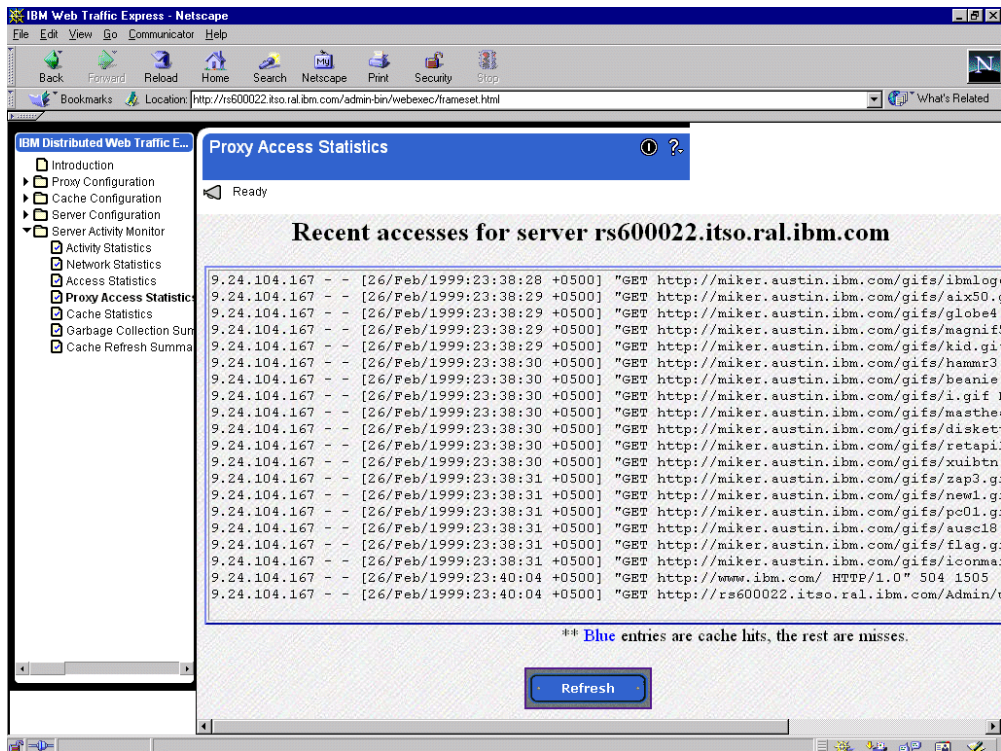 IBM Web Traffic Express - Netscape
File Edit View Go Communicator Help
Back Forward Reload Home Search Netscape Print Security Stop
My
N
Bookmarks Location: http://rs600022.itso.ral.ibm.com/admin-bin/webexec/frameset.html What's Related
IBM Distributed Web Traffic E...
Introduction
Proxy Configuration
Cache Configuration
Server Configuration
Server Activity Monitor
Activity Statistics
Network Statistics
Access Statistics
Proxy Access Statistics
Cache Statistics
Garbage Collection Sum
Cache Refresh Summa
Proxy Access Statistics
Ready
Recent accesses for server rs600022.itso.ral.ibm.com
9.24.104.167 - - [26/Feb/1999:23:38:28 +0500] "GET http://miker.austin.ibm.com/gifs/ibmlogo
9.24.104.167 - - [26/Feb/1999:23:38:29 +0500] "GET http://miker.austin.ibm.com/gifs/aix50.g
9.24.104.167 - - [26/Feb/1999:23:38:29 +0500] "GET http://miker.austin.ibm.com/gifs/globe4
9.24.104.167 - - [26/Feb/1999:23:38:29 +0500] "GET http://miker.austin.ibm.com/gifs/magnif5
9.24.104.167 - - [26/Feb/1999:23:38:29 +0500] "GET http://miker.austin.ibm.com/gifs/kid.gif
9.24.104.167 - - [26/Feb/1999:23:38:30 +0500] "GET http://miker.austin.ibm.com/gifs/hammr3
9.24.104.167 - - [26/Feb/1999:23:38:30 +0500] "GET http://miker.austin.ibm.com/gifs/beanie
9.24.104.167 - - [26/Feb/1999:23:38:30 +0500] "GET http://miker.austin.ibm.com/gifs/i.gif
9.24.104.167 - - [26/Feb/1999:23:38:30 +0500] "GET http://miker.austin.ibm.com/gifs/masthea
9.24.104.167 - - [26/Feb/1999:23:38:30 +0500] "GET http://miker.austin.ibm.com/gifs/diskett
9.24.104.167 - - [26/Feb/1999:23:38:30 +0500] "GET http://miker.austin.ibm.com/gifs/retapi
9.24.104.167 - - [26/Feb/1999:23:38:30 +0500] "GET http://miker.austin.ibm.com/gifs/xuibtn
9.24.104.167 - - [26/Feb/1999:23:38:31 +0500] "GET http://miker.austin.ibm.com/gifs/zap3.gi
9.24.104.167 - - [26/Feb/1999:23:38:31 +0500] "GET http://miker.austin.ibm.com/gifs/new1.gi
9.24.104.167 - - [26/Feb/1999:23:38:31 +0500] "GET http://miker.austin.ibm.com/gifs/pc01.gi
9.24.104.167 - - [26/Feb/1999:23:38:31 +0500] "GET http://miker.austin.ibm.com/gifs/ausc18
9.24.104.167 - - [26/Feb/1999:23:38:31 +0500] "GET http://miker.austin.ibm.com/gifs/flag.gi
9.24.104.167 - - [26/Feb/1999:23:38:31 +0500] "GET http://miker.austin.ibm.com/gifs/iconmai
9.24.104.167 - - [26/Feb/1999:23:40:04 +0500] "GET http://www.ibm.com/ HTTP/1.0" 504 1505
9.24.104.167 - - [26/Feb/1999:23:40:04 +0500] "GET http://rs600022.itso.ral.ibm.com/Admin/
** Blue entries are cache hits, the rest are misses.
Refresh